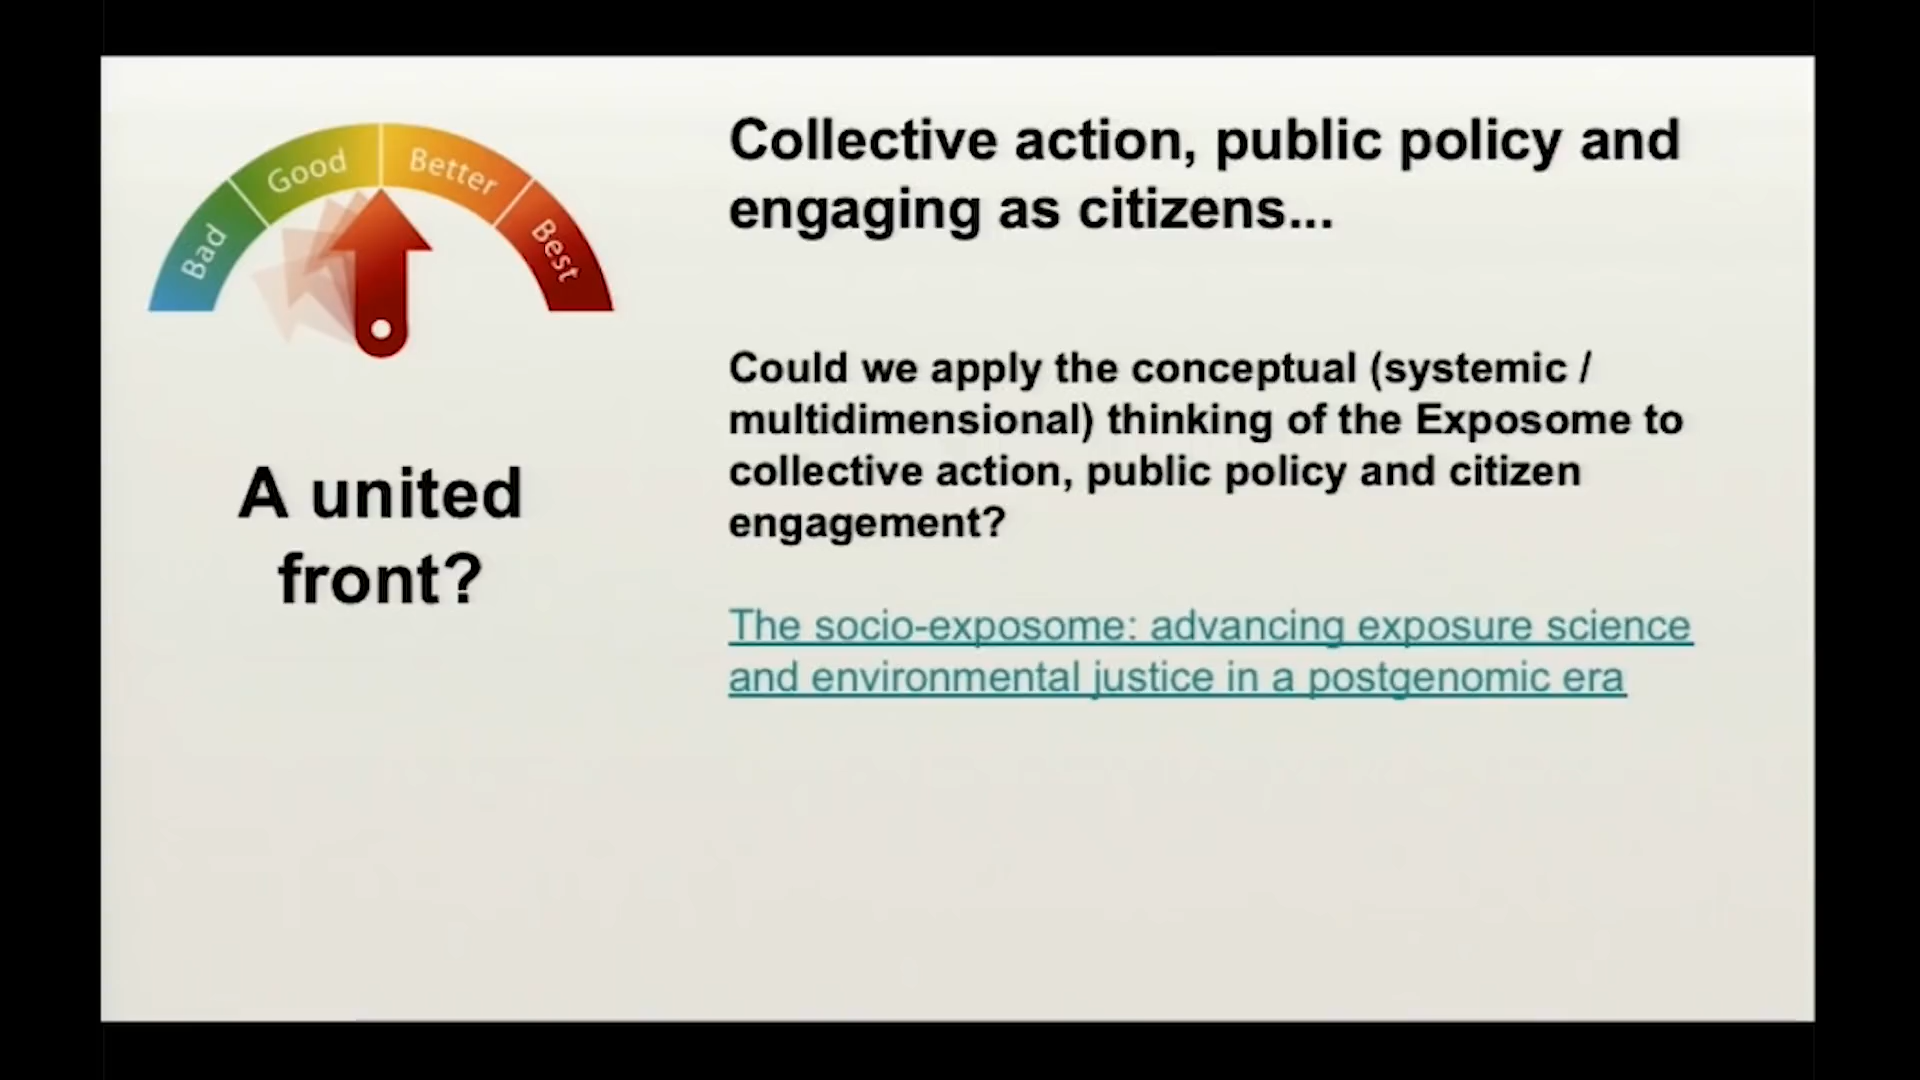 Bad
Good
Better
Best
A united
front?
Collective action, public policy and
engaging as citizens...
Could we apply the conceptual (systemic /
multidimensional) thinking of the Exposome to
collective action, public policy and citizen
engagement?
The socio-exposome: advancing exposure science
and environmental justice in a postgenomic era